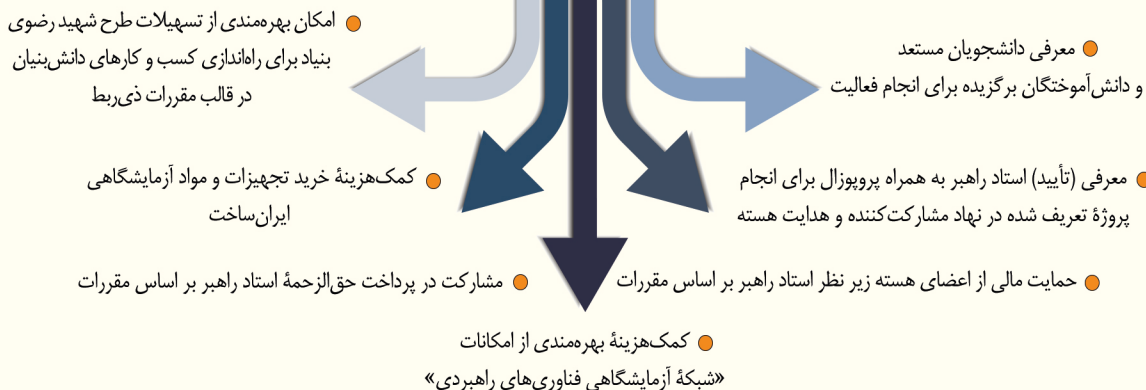 معرفی دانشجویان مستعد
و دانش‌آموختگان برگزیده برای انجام فعالیت
معرفی (تأیید) استاد راهبر به همراه پروپوزال برای انجام
پروژهٔ تعریف شده در نهاد مشارکت‌کننده و هدایت هسته
حمایت مالی از اعضای هسته زیر نظر استاد راهبر بر اساس مقررات
امکان بهره‌مندی از تسهیلات طرح شهید رضوی
بنیاد برای راه‌اندازی کسب و کارهای دانش‌بنیان
در قالب مقررات ذی‌ربط
کمک‌هزینهٔ خرید تجهیزات و مواد آزمایشگاهی
ایران‌ساخت
مشارکت در پرداخت حق‌الزحمهٔ استاد راهبر بر اساس مقررات
کمک‌هزینهٔ بهره‌مندی از امکانات
«شبکهٔ آزمایشگاهی فناوری‌های راهبردی»